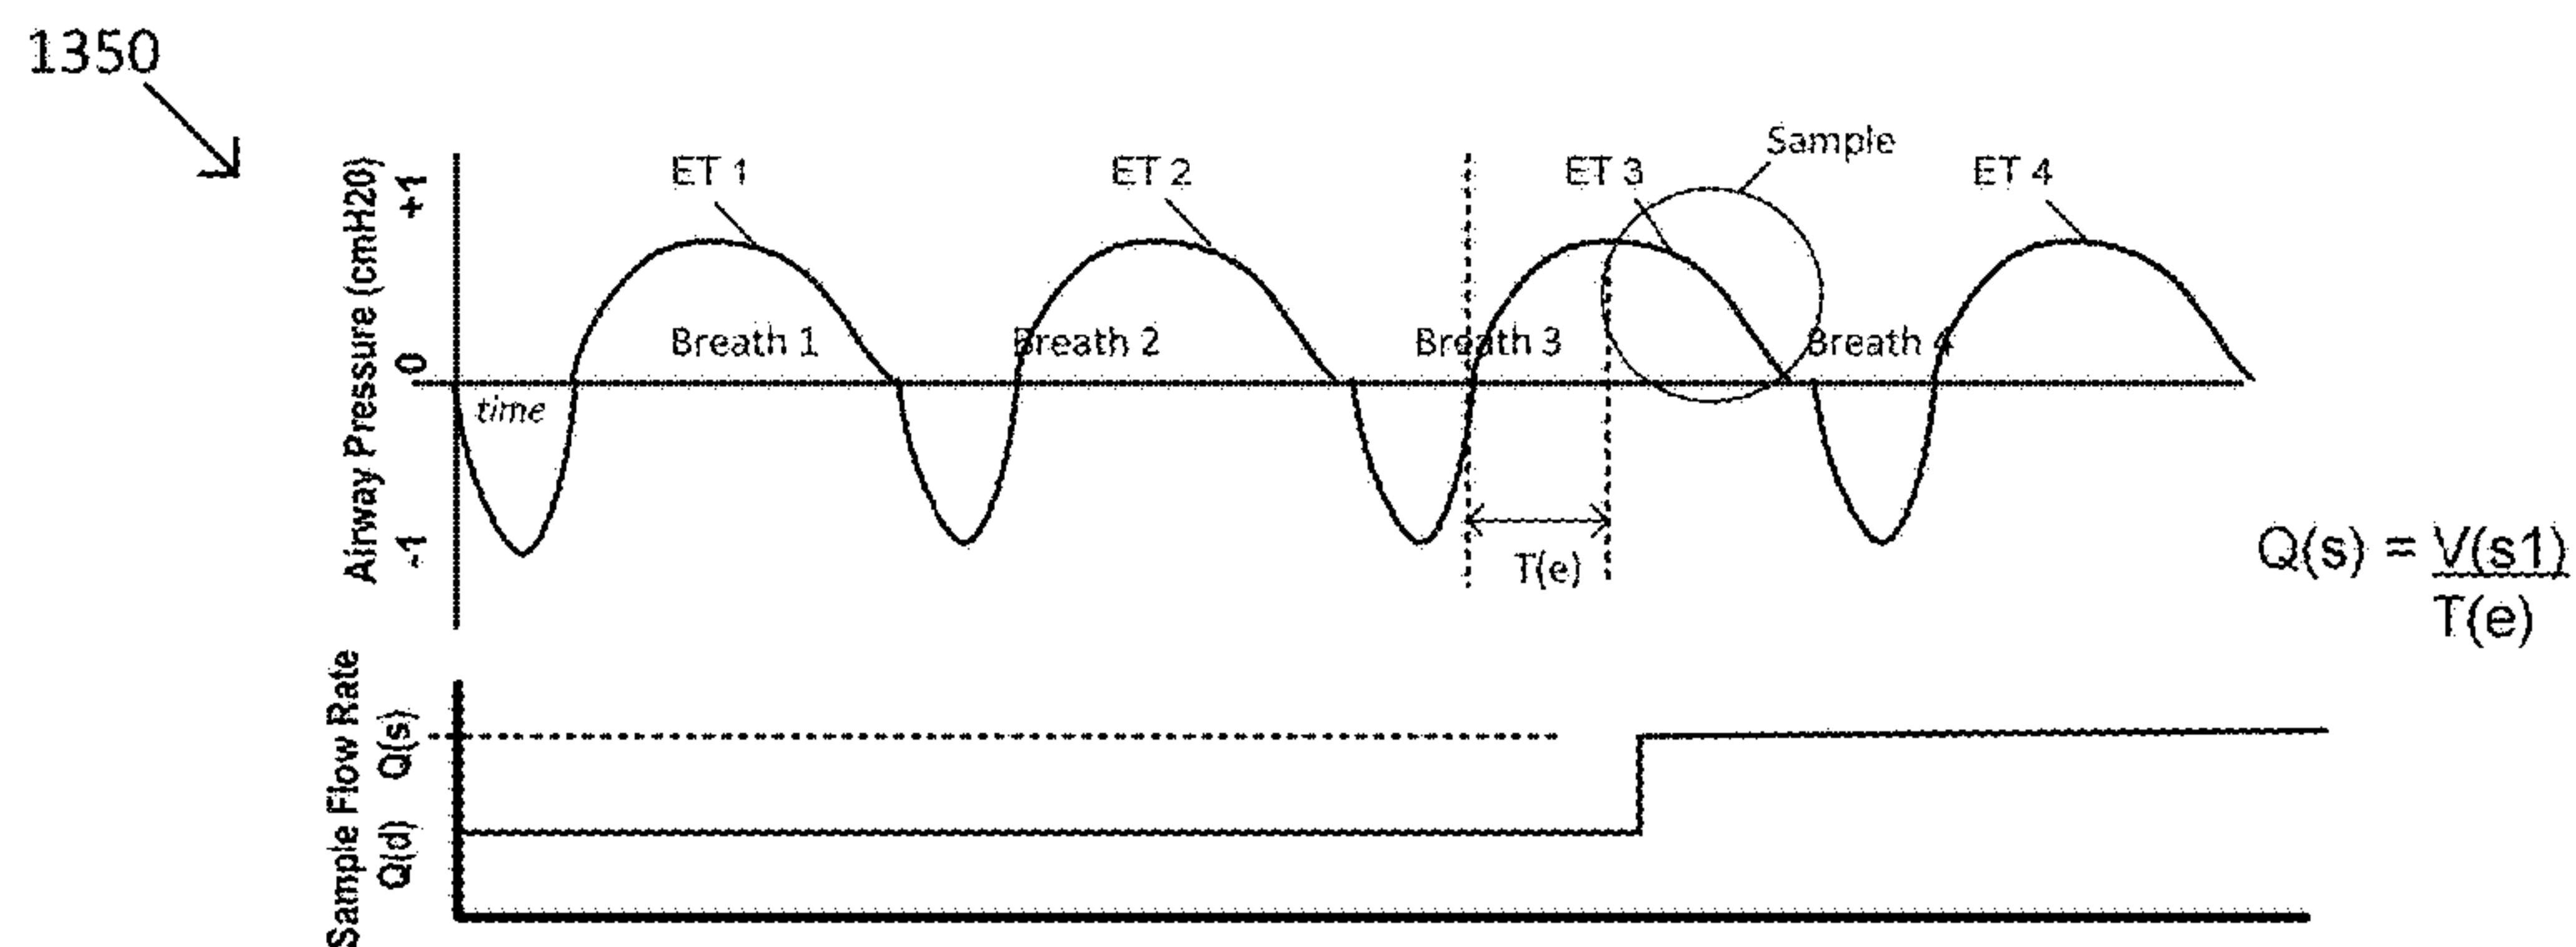 1350
Sample
ET 1
ET 2
ET 3
ET 4
Airway Pressure (cmH20)
+1
0
-1
Breath 1
Breath 2
Breath 3
Breath 4
time
T(e)
Q(s) = V(s1)
T(e)
Sample Flow Rate
Q(s)
Q(d)